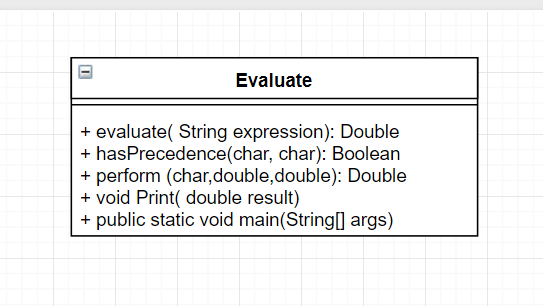 Evaluate
+ evaluate( String expression): Double
+ hasPrecedence(char, char): Boolean
+ perform (char,double,double): Double
+ void Print( double result)
+ public static void main(String[] args)